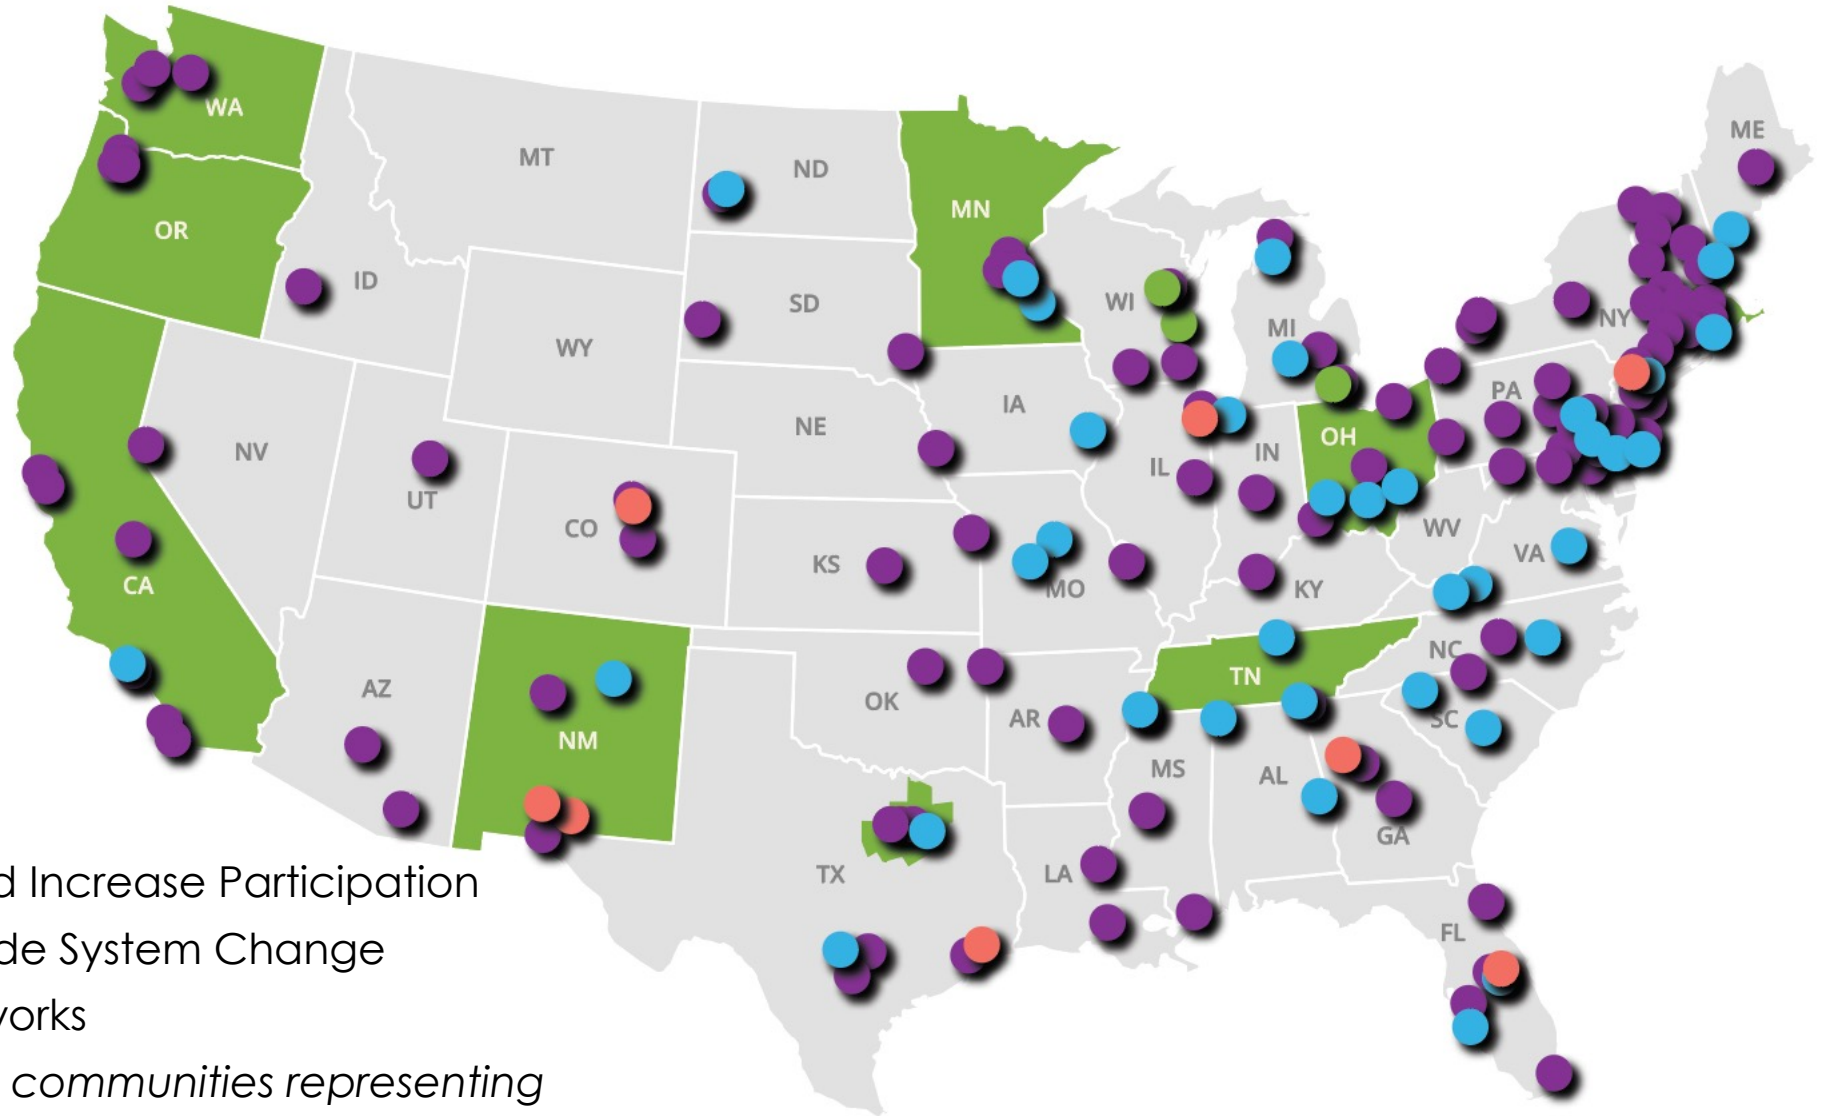 WA
ME
MT
ND
OR
MN
ID
SD
WI
WY
MI
NY
PA
IA
NE
OH
NV
IL
IN
UT
CO
WV
VA
KS
MO
KY
CA
NC
TN
AZ
OK
AR
SC
NM
MS
AL
GA
TX
LA
FL
d Increase Participation
de System Change
orks
communities representing